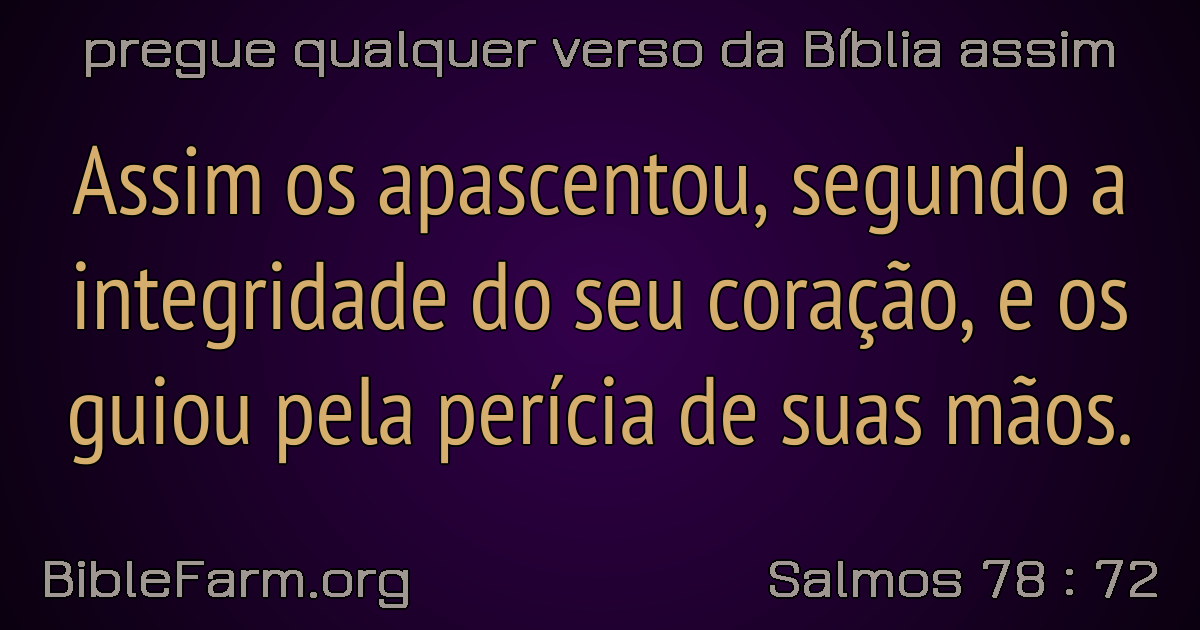 pregue qualquer verso da Bíblia assim
Assim os apascentou, segundo a
integridade do seu coração, e os
guiou pela perícia de suas mãos.
BibleFarm.org
Salmos 78 : 72